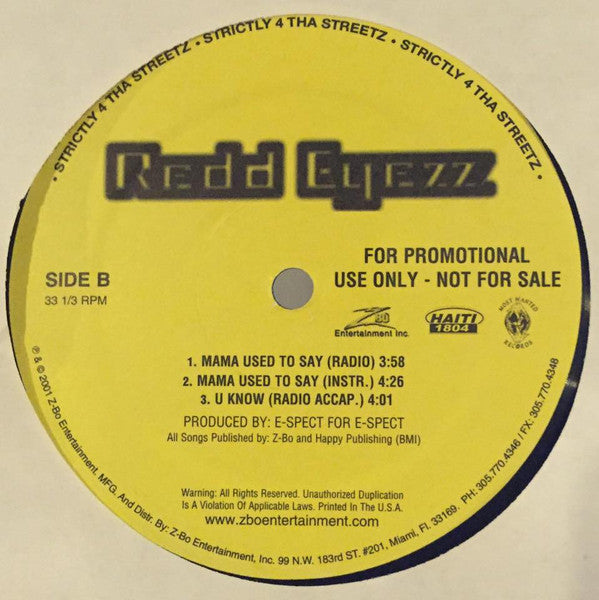 • STRICTLY 4 THA STREETZ • STRICTLY 4 THA STREETZ • STRICTLY 4 THA STREETZ •
Redd Eyezz
FOR PROMOTIONAL
USE ONLY - NOT FOR SALE
SIDE B
33 1/3 RPM
Z BO
Entertainment Inc.
HAITI
1804
MOST WANTED
RECORDS
1. MAMA USED TO SAY (RADIO) 3:58
2. MAMA USED TO SAY (INSTR.) 4:26
3. U KNOW (RADIO ACCAP.) 4:01
PRODUCED BY: E-SPECT FOR E-SPECT
All Songs Published by: Z-Bo and Happy Publishing (BMI)
Warning: All Rights Reserved. Unauthorized Duplication
Is A Violation Of Applicable Laws. Printed In The U.S.A.
www.zboentertainment.com
℗ & © 2001 Z-Bo Entertainment, MFG. And Distr. By: Z-Bo Entertainment, Inc. 99 N.W. 183rd ST. #201, Miami, Fl. 33169. PH: 305.770.4346 / FX. 305.770.4348